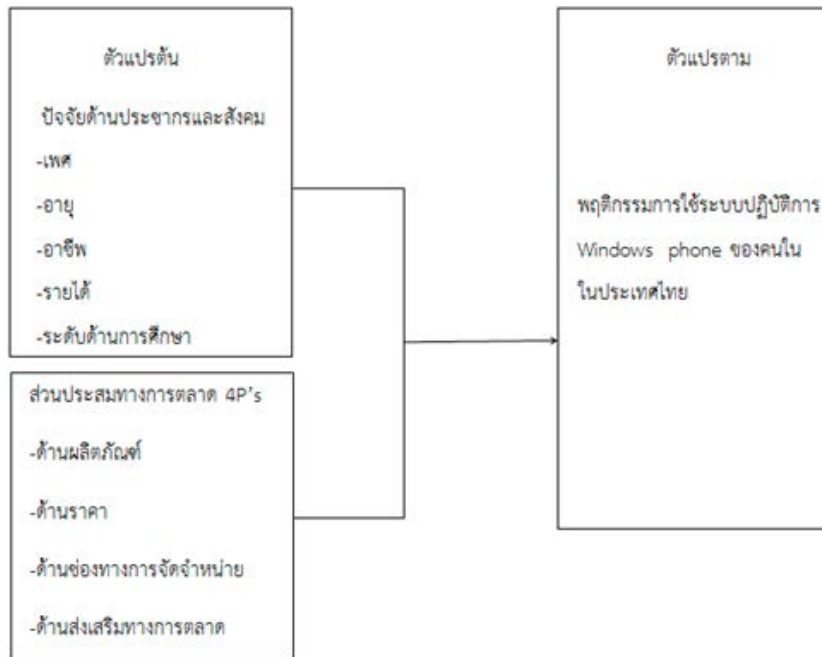 ตัวแปรต้น
ปัจจัยด้านประชากรและสังคม
-เพศ
-อายุ
-อาชีพ
-รายได้
-ระดับด้านการศึกษา
ส่วนประสมทางการตลาด 4P's
-ด้านผลิตภัณฑ์
-ด้านราคา
-ด้านช่องทางการจัดจำหน่าย
-ด้านส่งเสริมทางการตลาด
ตัวแปรตาม
พฤติกรรมการใช้ระบบปฏิบัติการ
Windows phone ของคนใน
ในประเทศไทย